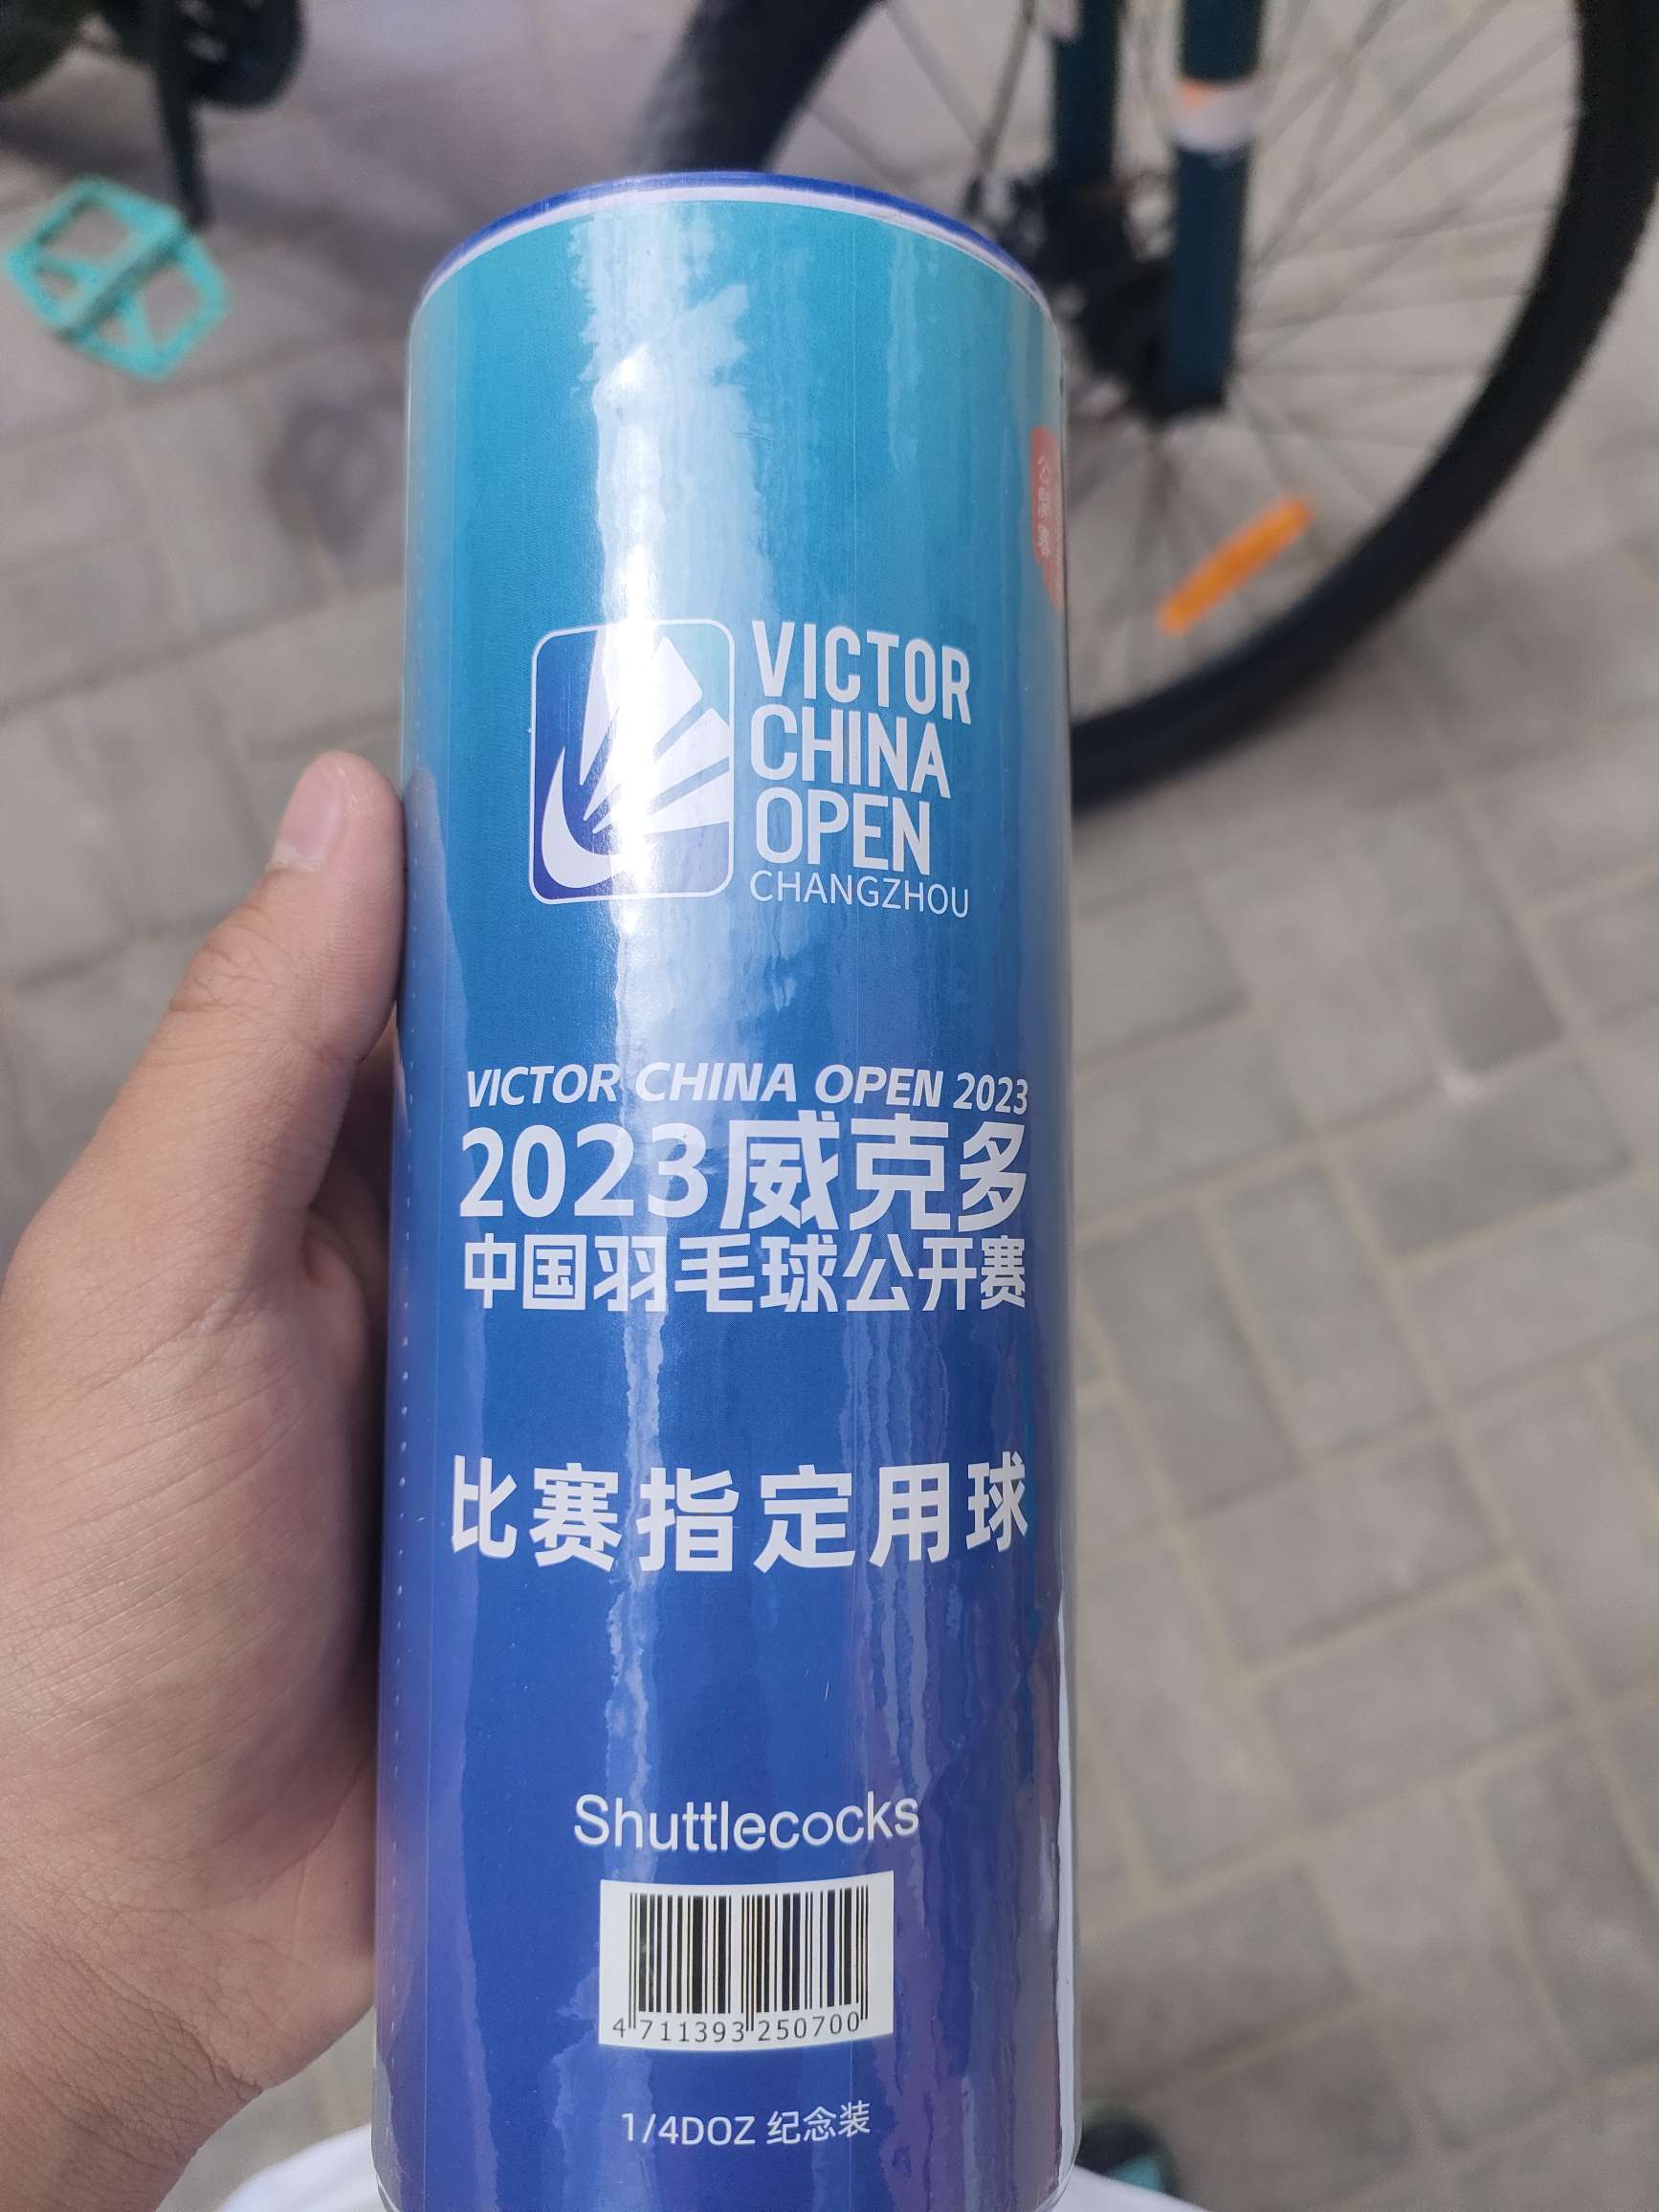 VICTOR
CHINA
OPEN
CHANGZHOU
VICTOR CHINA OPEN 2023
2023威克多
中国羽毛球公开赛
比赛指定用球
Shuttlecocks
4 711393 250700
1/4DOZ 纪念装